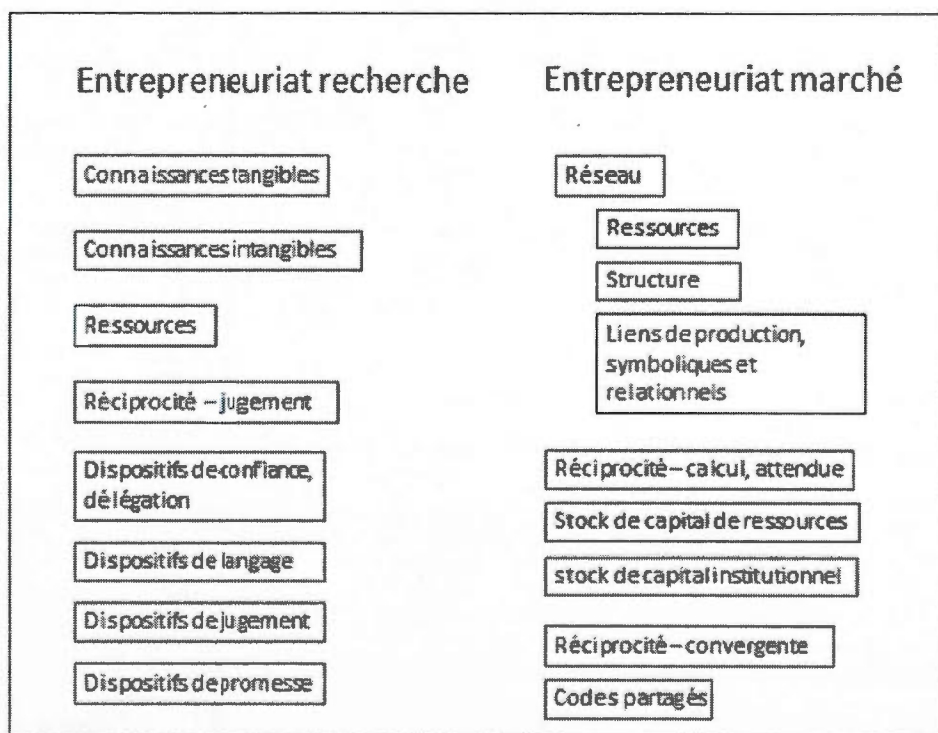 Entrepreneuriat recherche
Connaissances tangibles
Connaissances intangibles
Ressources
Réciprocité – jugement
Dispositifs de confiance,
délégation
Dispositifs de langage
Dispositifs de jugement
Dispositifs de promesse
Entrepreneuriat marché
Réseau
Ressources
Structure
Liens de production,
symboliques et
relationnels
Réciprocité – calcul, attendue
Stock de capital de ressources
stock de capital institutionnel
Réciprocité – convergente
Codes partagés